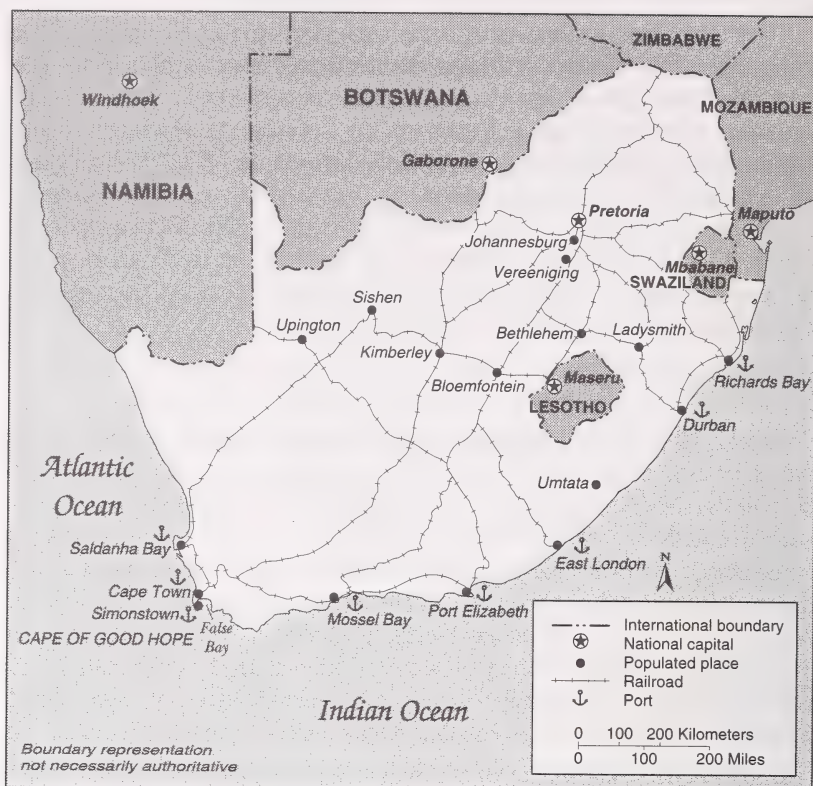 ZIMBABWE
Windhoek
BOTSWANA
MOZAMBIQUE
Gaborone
NAMIBIA
Pretoria
Maputo
Johannesburg
Mbabane
Vereeniging
SWAZILAND
Sishen
Upington
Bethlehem
Ladysmith
Kimberley
Maseru
Richards Bay
Bloemfontein
LESOTHO
Durban
Atlantic
Ocean
Umtata
Saldanha Bay
East London
N
Cape Town
Simonstown
Mossel Bay
Port Elizabeth
False
Bay
CAPE OF GOOD HOPE
International boundary
National capital
Populated place
Railroad
Port
Indian Ocean
0 100 200 Kilometers
0 100 200 Miles
Boundary representation
not necessarily authoritative